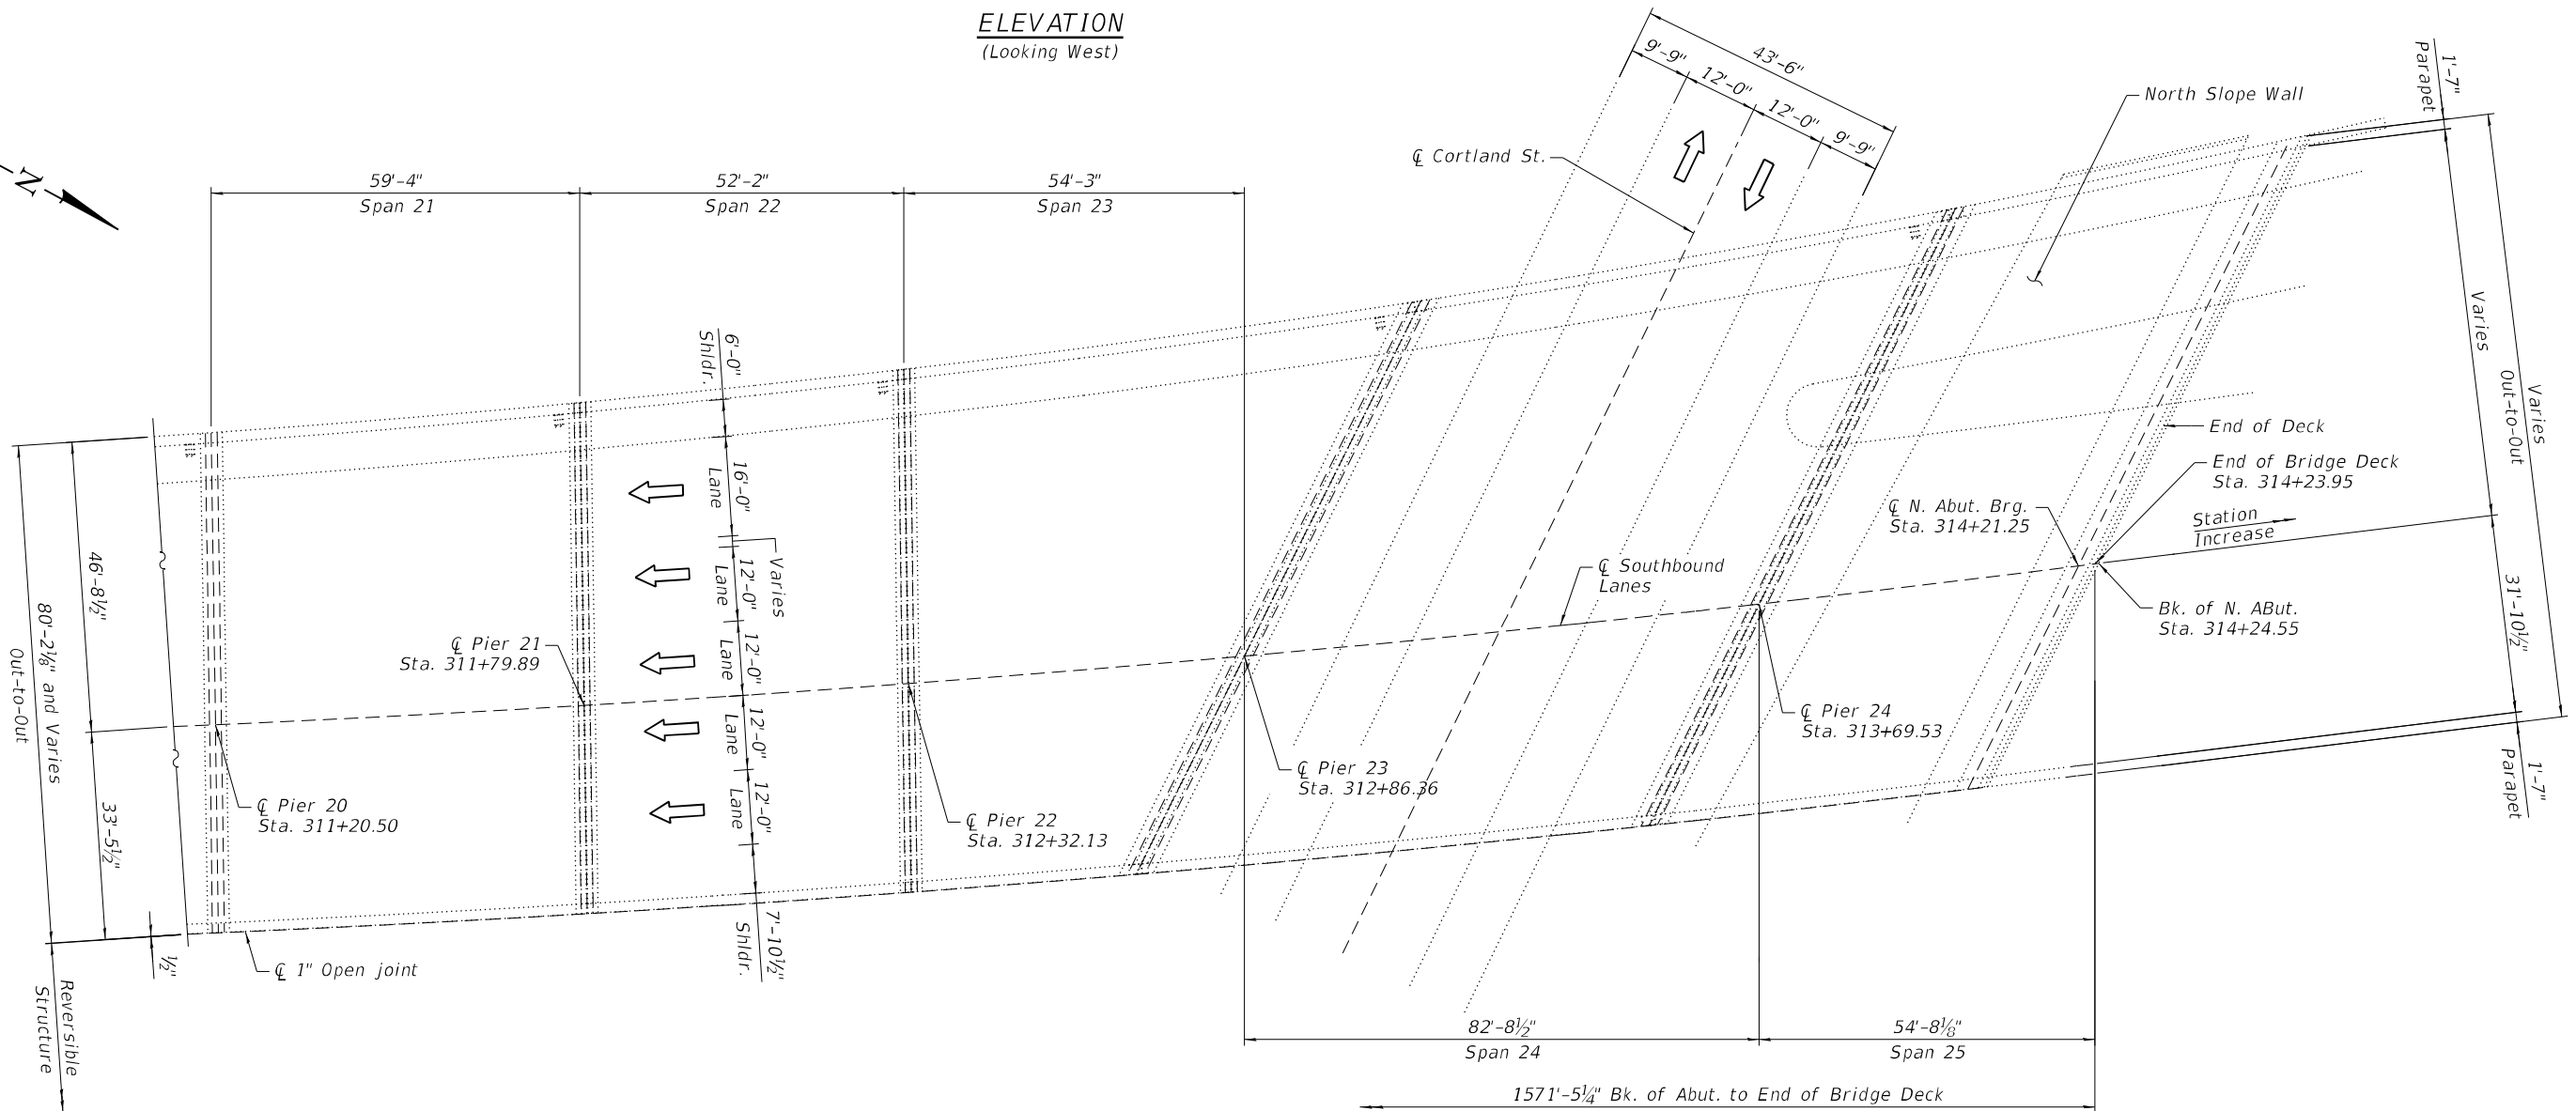 ELEVATION
(Looking West)
N
59'-4"
Span 21
52'-2"
Span 22
54'-3"
Span 23
43'-6"
9'-9"
12'-0"
12'-0"
9'-9"
℄ Cortland St.
North Slope Wall
1'-7"
Parapet
Varies
Varies
Out-to-Out
31'-10½"
1'-7"
Parapet
End of Deck
End of Bridge Deck
Sta. 314+23.95
℄ N. Abut. Brg.
Sta. 314+21.25
Station
Increase
Bk. of N. ABut.
Sta. 314+24.55
℄ Southbound
Lanes
6'-0"
Shldr.
16'-0"
Lane
Varies
12'-0"
Lane
12'-0"
Lane
12'-0"
Lane
12'-0"
Lane
7'-10½"
Shldr.
46'-8½"
80'-2⅛" and Varies
Out-to-Out
33'-5½"
½"
Reversible
Structure
℄ Pier 20
Sta. 311+20.50
℄ Pier 21
Sta. 311+79.89
℄ Pier 22
Sta. 312+32.13
℄ Pier 23
Sta. 312+86.36
℄ Pier 24
Sta. 313+69.53
℄ 1" Open joint
82'-8½"
Span 24
54'-8⅛"
Span 25
1571'-5¼" Bk. of Abut. to End of Bridge Deck